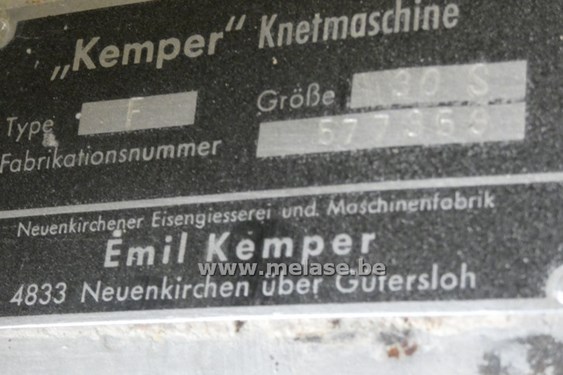 „Kemper" Knetmaschine
Type F Größe 30 S
Fabrikationsnummer 577359
Neuenkirchener Eisengiesserei und Maschinenfabrik
Emil Kemper
www.melase.be
4833 Neuenkirchen über Gütersloh